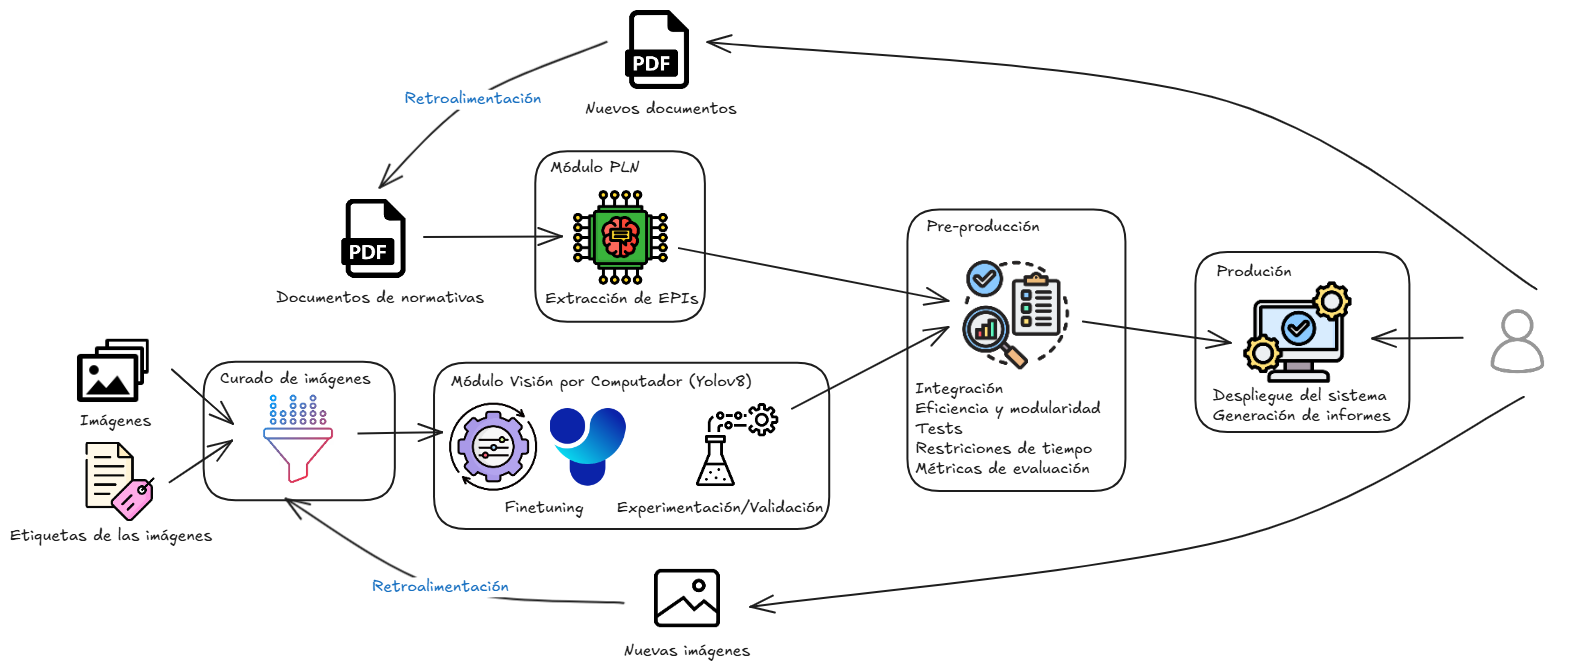 PDF
Nuevos documentos
Retroalimentación
Módulo PLN
Extracción de EPIs
PDF
Documentos de normativas
Pre-producción
Integración
Eficiencia y modularidad
Tests
Restriciones de tiempo
Métricas de evaluación
Produción
Despliegue del sistema
Generación de informes
Imágenes
Etiquetas de las imágenes
Curado de imágenes
Módulo Visión por Computador (Yolov8)
Finetuning
Experimentación/Validación
Retroalimentación
Nuevas imágenes